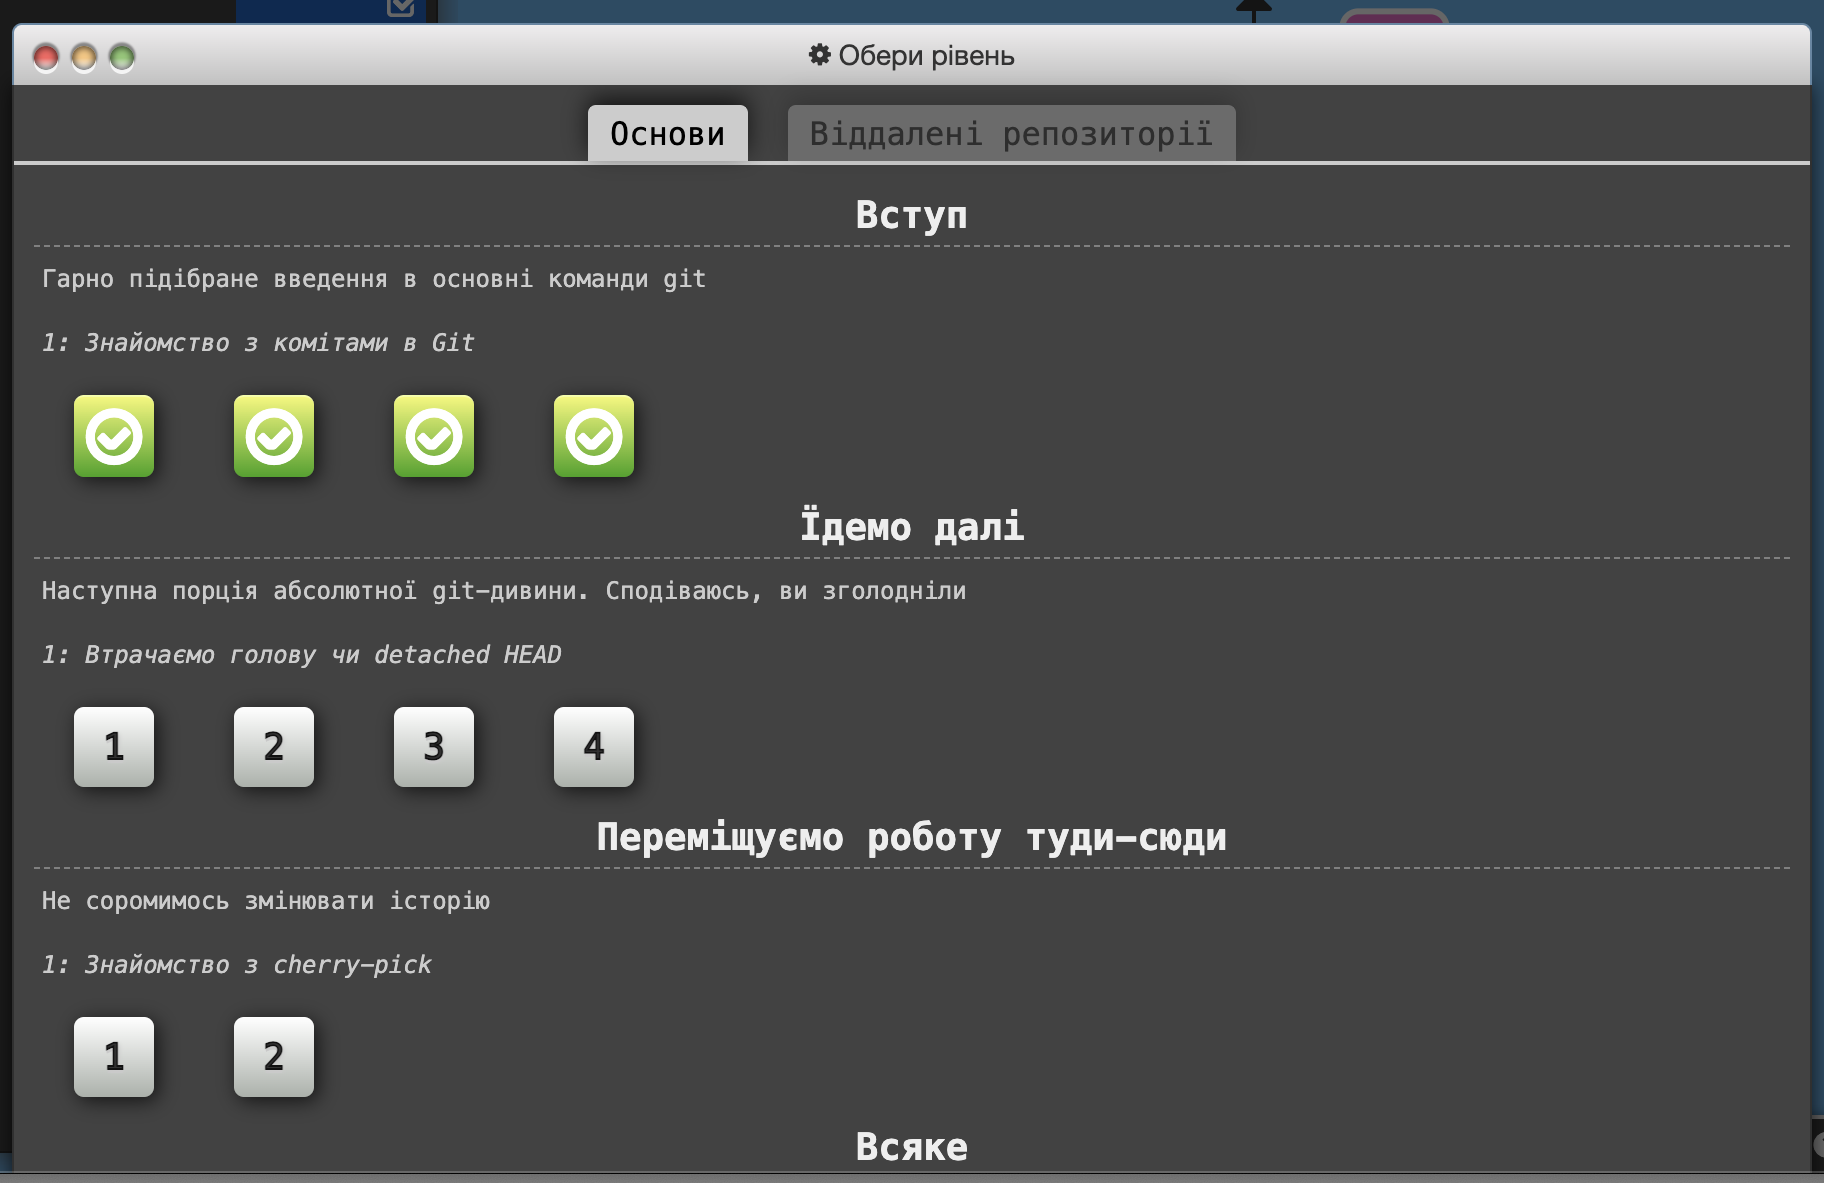 Обери рівень
Основи
Віддалені репозиторії
Вступ
Гарно підібране введення в основні команди git
1: Знайомство з комітами в Git
Їдемо далі
Наступна порція абсолютної git-дивини. Сподіваюсь, ви зголодніли
1: Втрачаємо голову чи detached HEAD
1 2 3 4
Переміщуємо роботу туди-сюди
Не соромимось змінювати історію
1: Знайомство з cherry-pick
1 2
Всяке